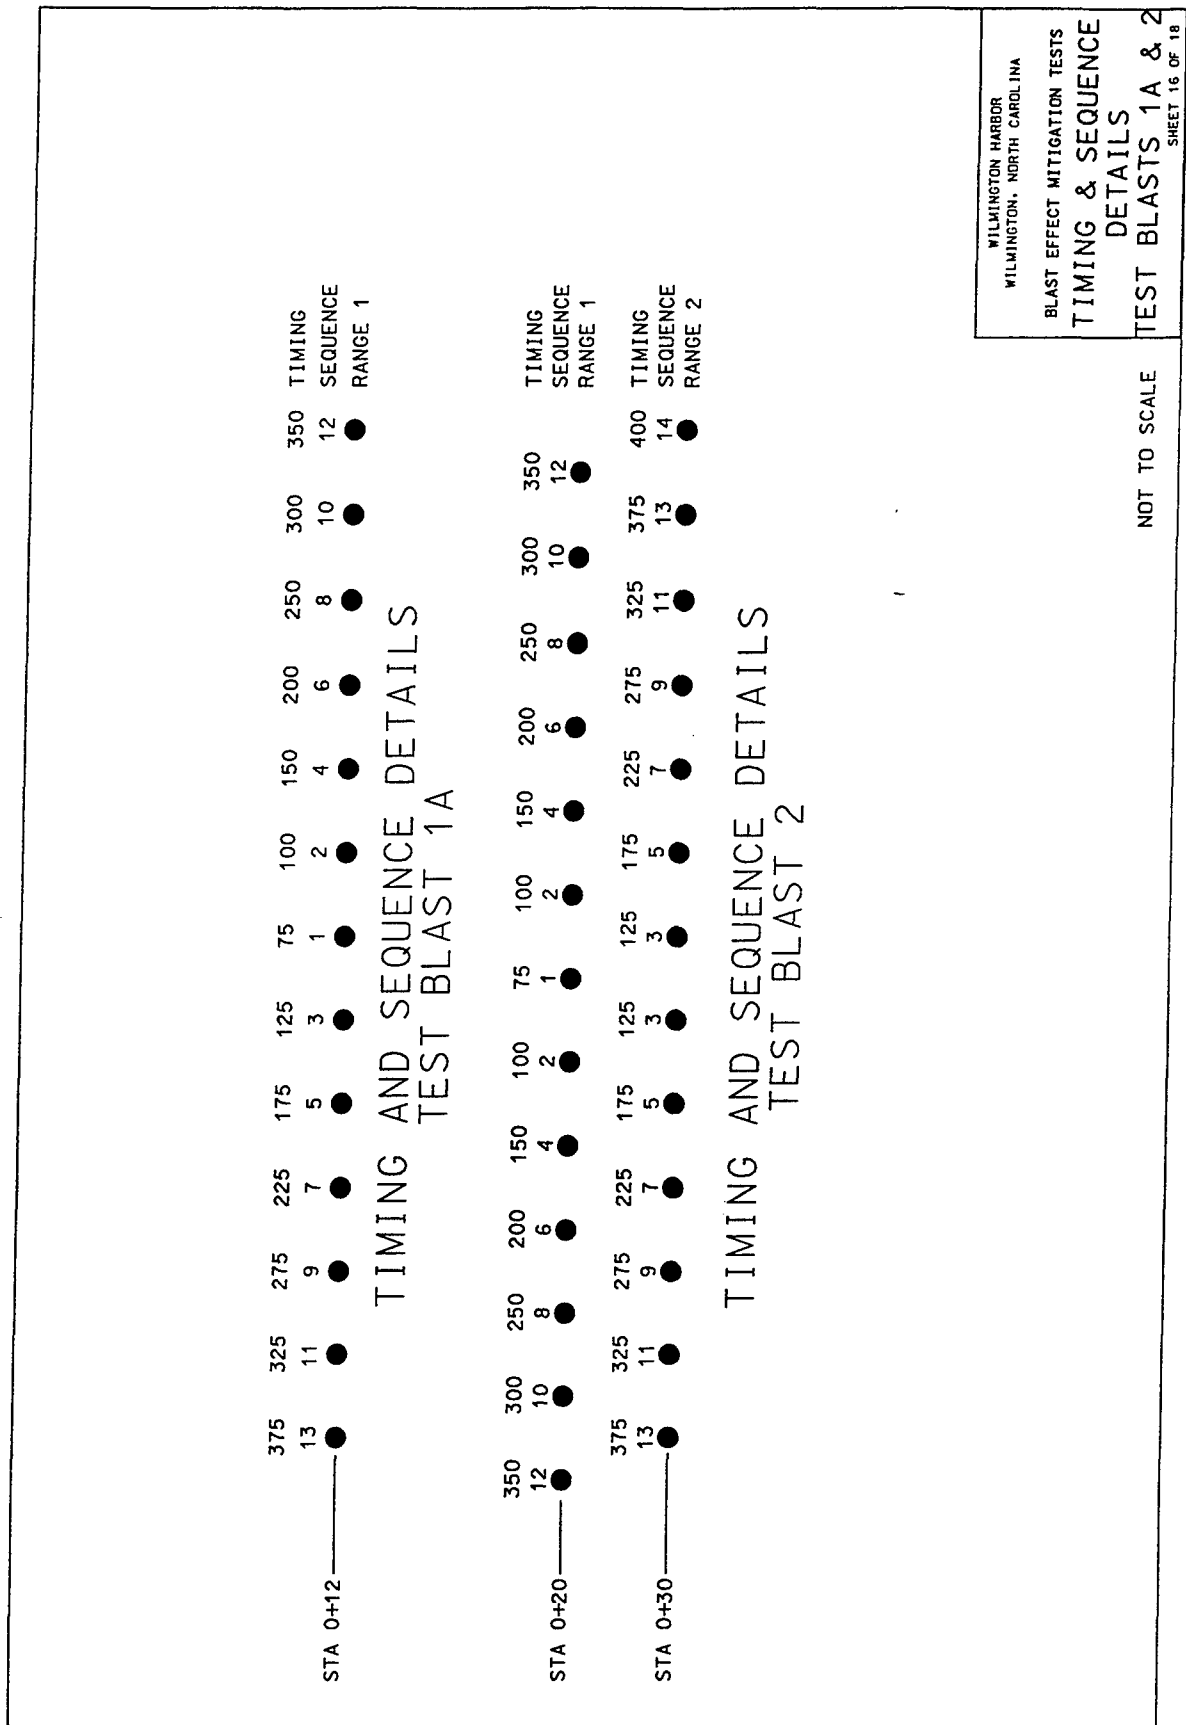 375 325 275 225 175 125 75 100 150 200 250 300 350 TIMING
13 11 9 7 5 3 1 2 4 6 8 10 12 SEQUENCE
STA 0+12 RANGE 1
TIMING AND SEQUENCE DETAILS
TEST BLAST 1A
350 300 250 200 150 100 75 100 150 200 250 300 350 TIMING
12 10 8 6 4 2 1 2 4 6 8 10 12 SEQUENCE
STA 0+20 RANGE 1
375 325 275 225 175 125 125 175 225 275 325 375 400 TIMING
13 11 9 7 5 3 3 5 7 9 11 13 14 SEQUENCE
STA 0+30 RANGE 2
TIMING AND SEQUENCE DETAILS
TEST BLAST 2
WILMINGTON HARBOR
WILMINGTON, NORTH CAROLINA
BLAST EFFECT MITIGATION TESTS
TIMING & SEQUENCE
DETAILS
TEST BLASTS 1A & 2
SHEET 16 OF 18
NOT TO SCALE